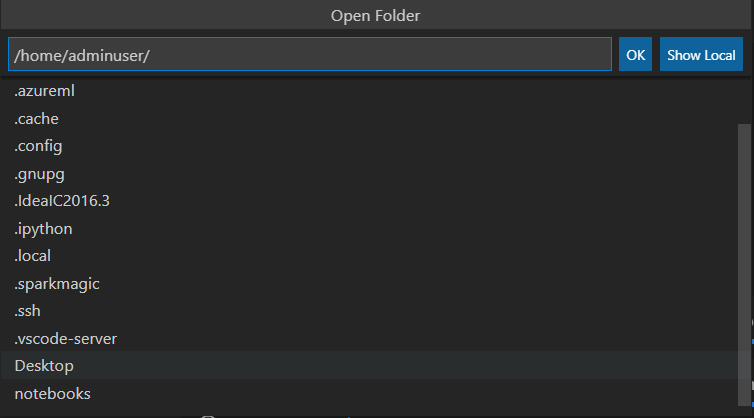 Open Folder
/home/adminuser/ OK Show Local
.azureml
.cache
.config
.gnupg
.IdeaIC2016.3
.ipython
.local
.sparkmagic
.ssh
.vscode-server
Desktop
notebooks